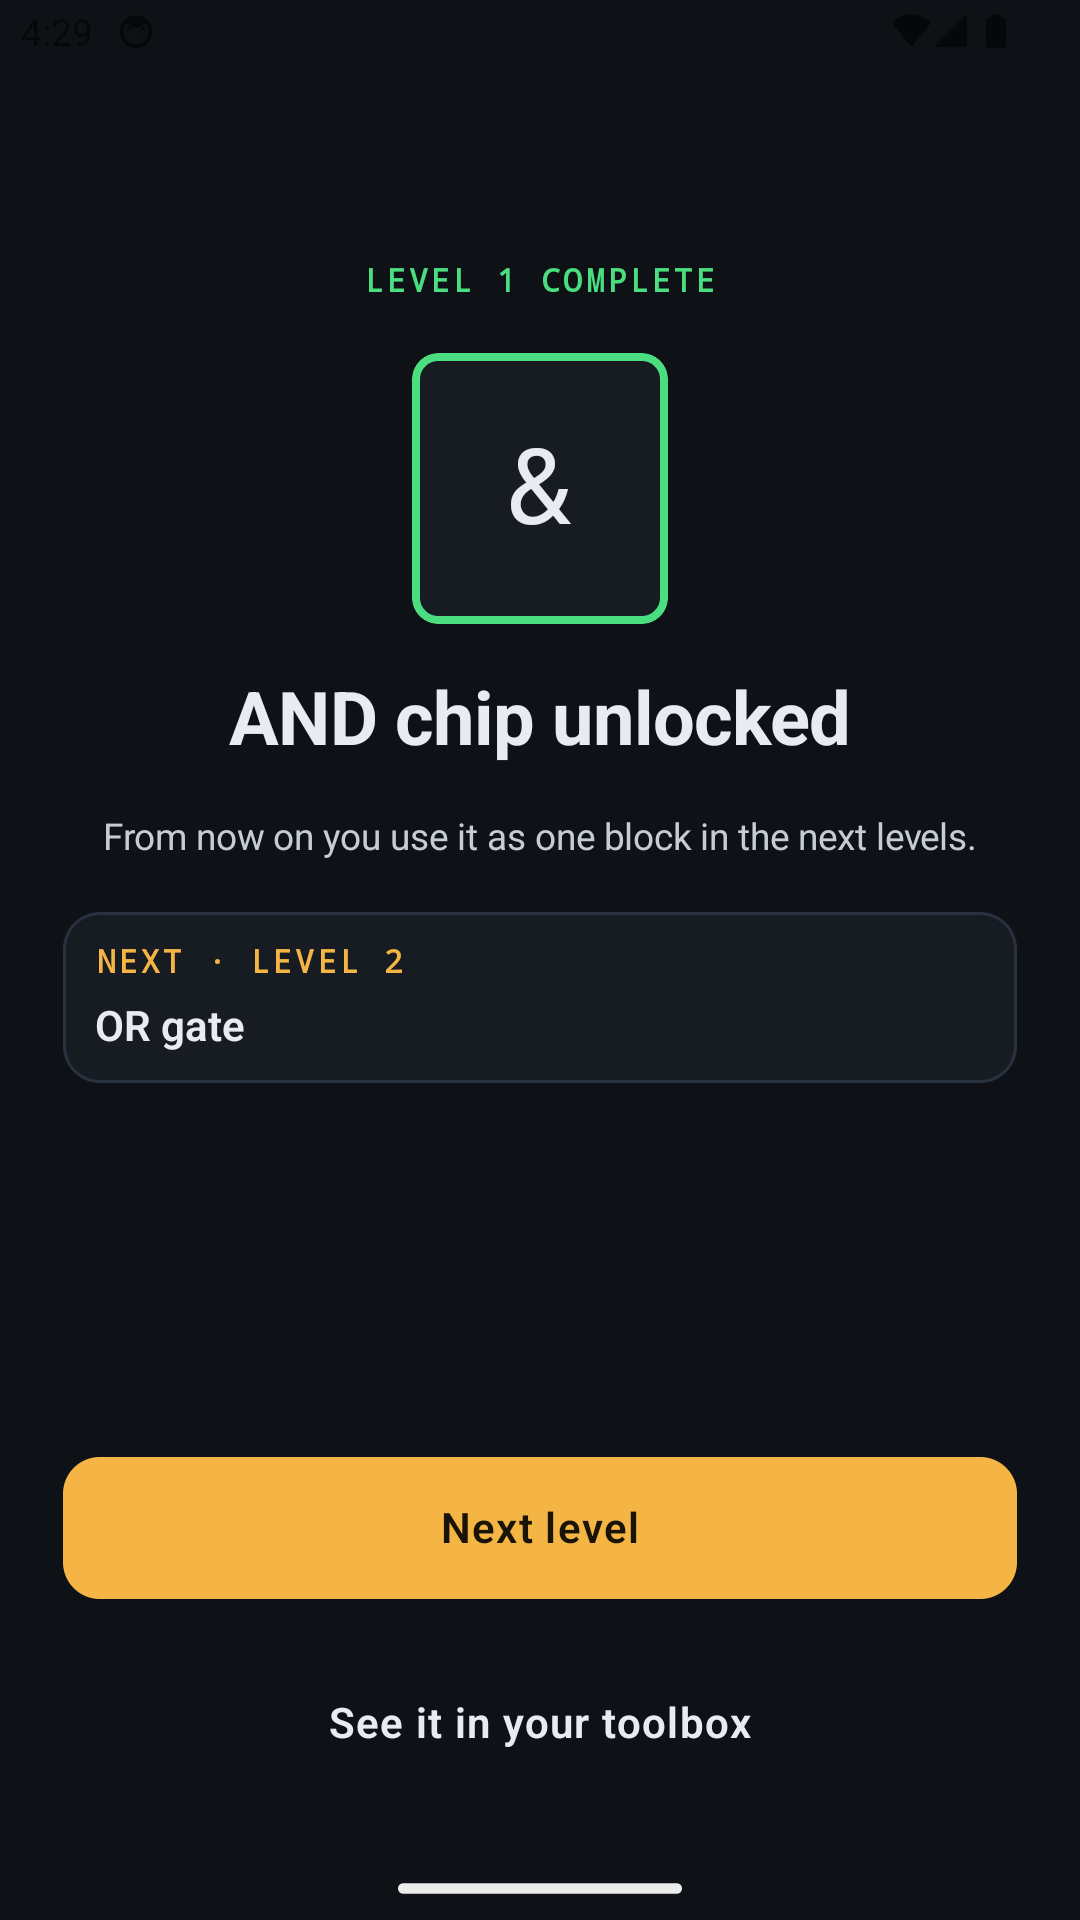 4:29
LEVEL 1 COMPLETE
&
AND chip unlocked
From now on you use it as one block in the next levels.
NEXT · LEVEL 2
OR gate
Next level
See it in your toolbox